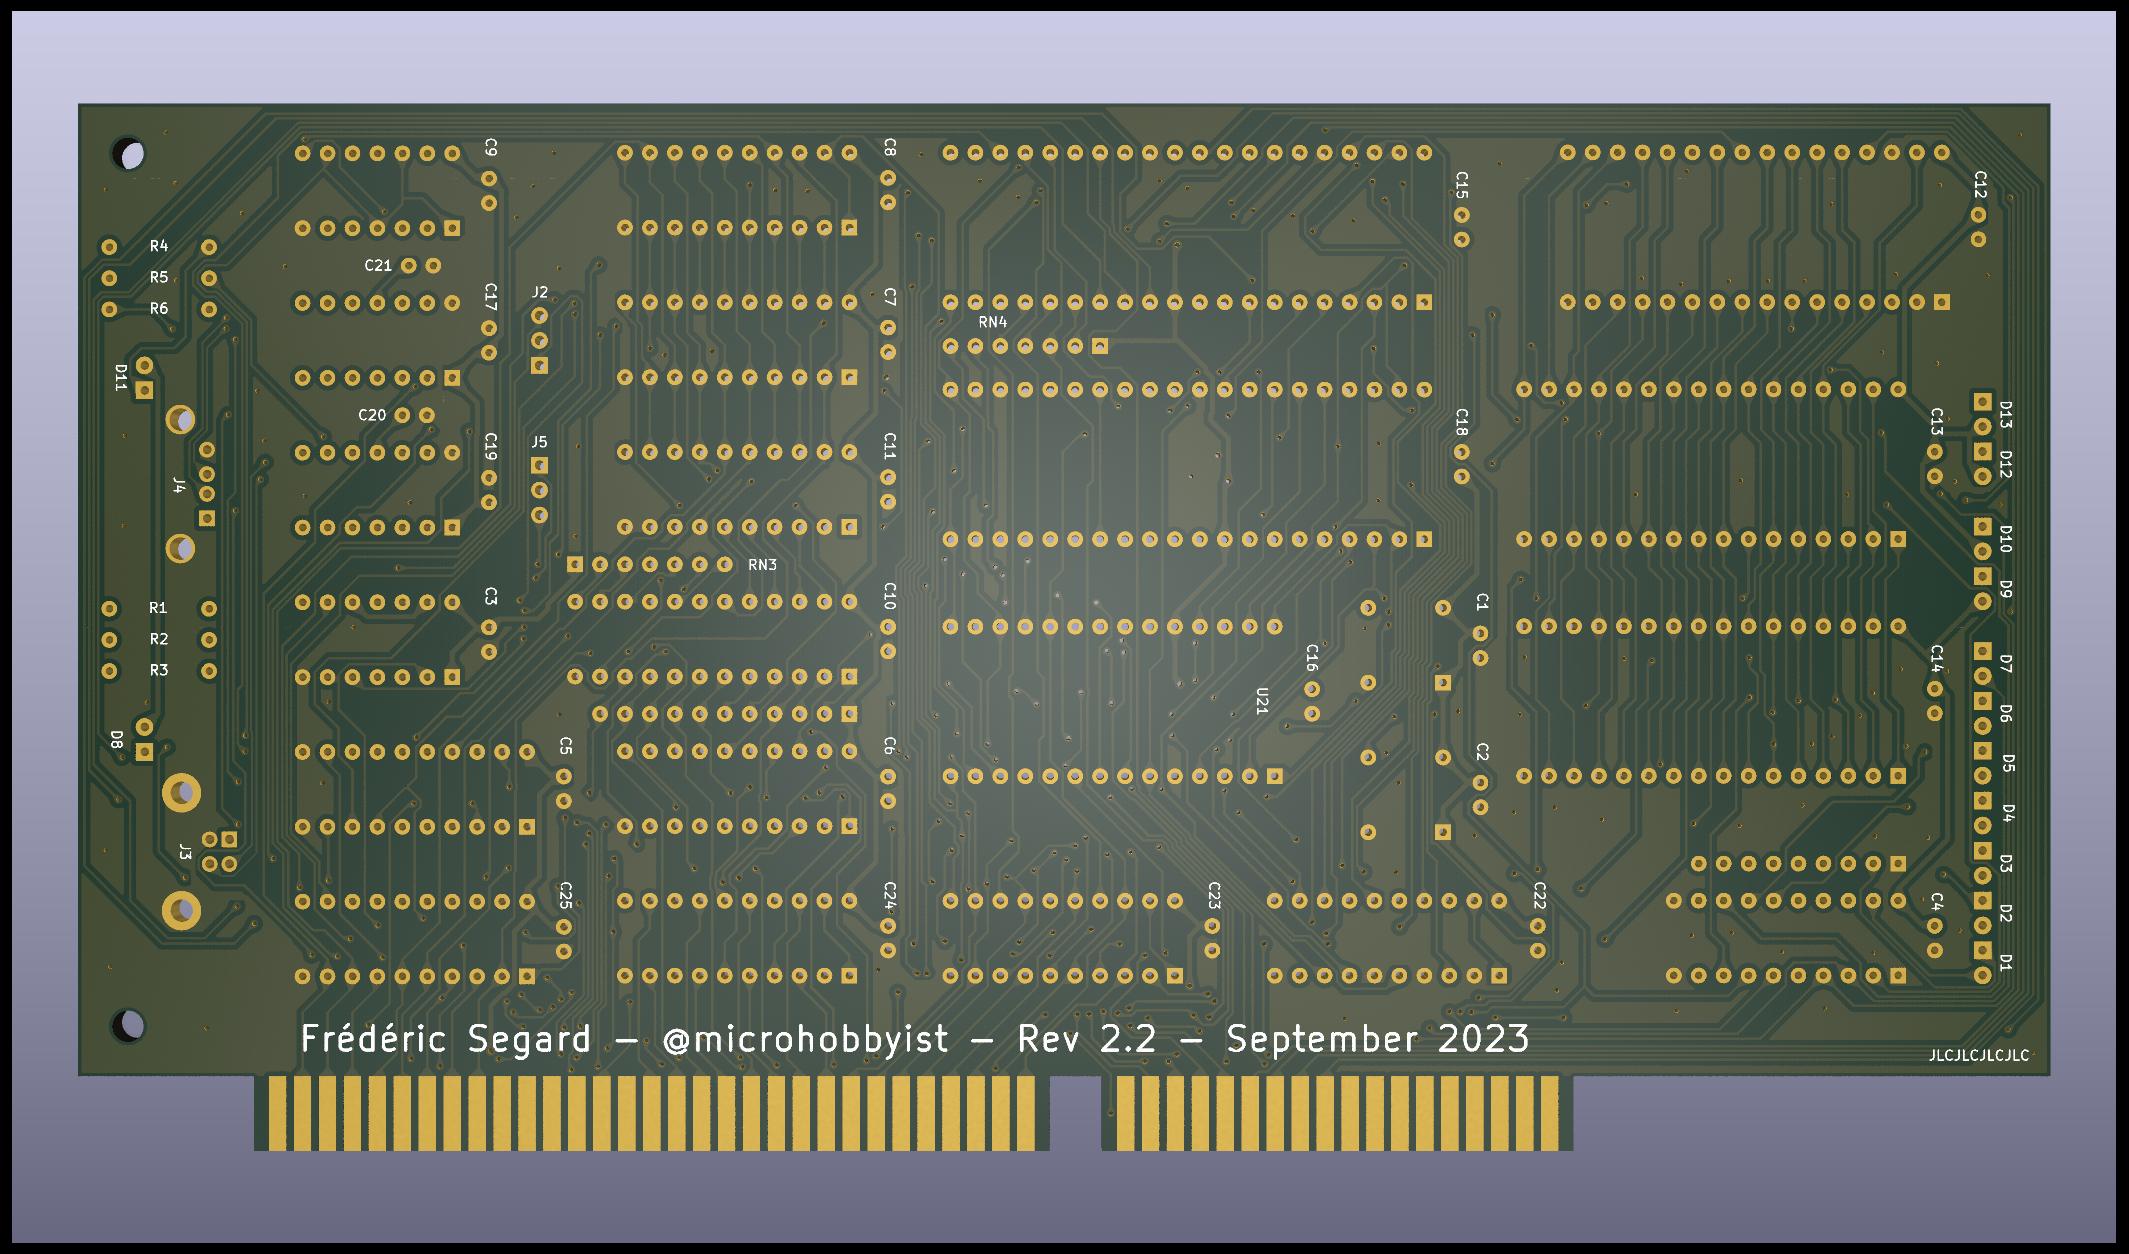 C9
C8
C15
C12
R4
C21
R5
C17
J2
C7
R6
RN4
D11
C20
D13
C18
C13
J5
C19
C11
D12
J4
D10
RN3
D9
C3
C10
C1
R1
R2
C16
C14
D7
R3
U21
D6
D8
C5
C6
C2
D5
D4
J3
D3
C25
C24
C23
C22
C4
D2
D1
Frédéric Segard – @microhobbyist – Rev 2.2 – September 2023
JLCJLCJLCJLC